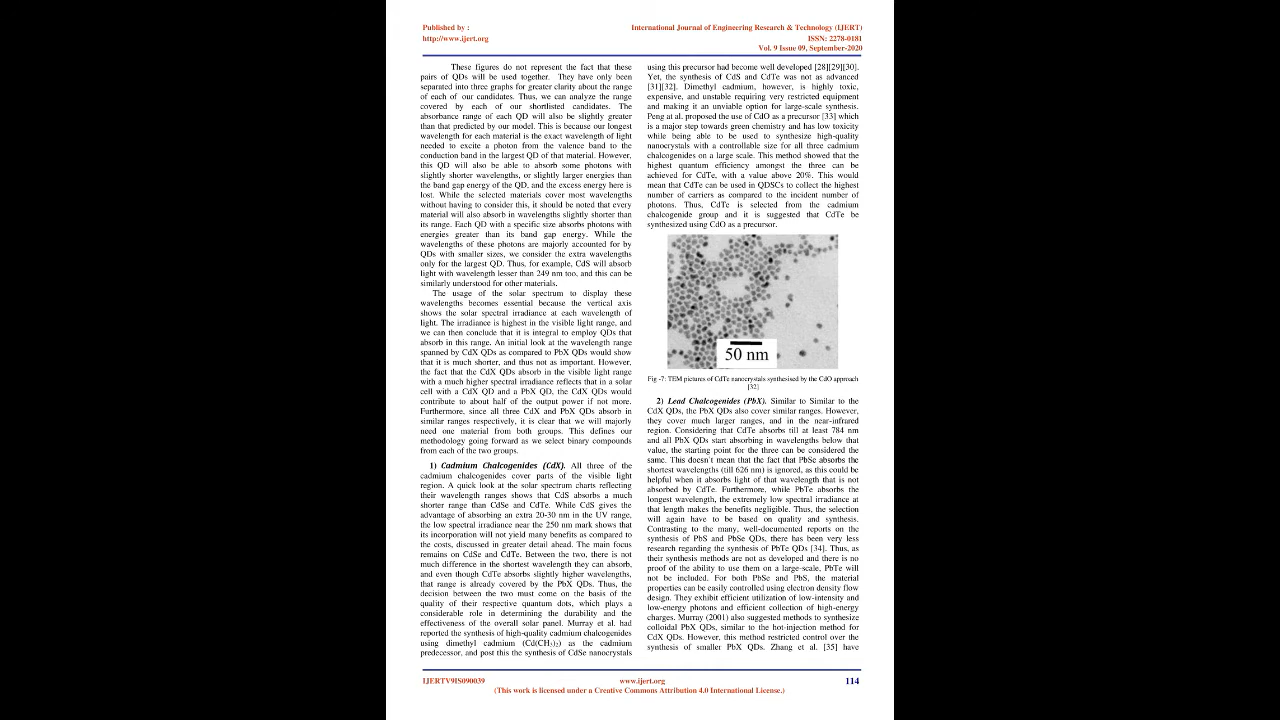 Published by :
International Journal of Engineering Research & Technology (IJERT)
http://www.ijert.org
ISSN: 2278-0181
Vol. 9 Issue 09, September-2020
These figures do not represent the fact that these
pairs of QDs will be used together. They have only been
separated into three graphs for greater clarity about the range
of each of our candidates. Thus, we can analyze the range
covered by each of our shortlisted candidates. The
absorbance range of each QD will also be slightly greater
than that predicted by our model. This is because our longest
wavelength for each material is the exact wavelength of light
needed to excite a photon from the valence band to the
conduction band in the largest QD of that material. However,
this QD will also be able to absorb some photons with
slightly shorter wavelengths, or slightly larger energies than
the band gap energy of the QD, and the excess energy here is
lost. While the selected materials cover most wavelengths
without having to consider this, it should be noted that every
material will also absorb in wavelengths slightly shorter than
its range. Each QD with a specific size absorbs photons with
energies greater than its band gap energy. While the
wavelengths of these photons are majorly accounted for by
QDs with smaller sizes, we consider the extra wavelengths
only for the largest QD. Thus, for example, CdS will absorb
light with wavelength lesser than 249 nm too, and this can be
similarly understood for other materials.
The usage of the solar spectrum to display these
wavelengths becomes essential because the vertical axis
shows the solar spectral irradiance at each wavelength of
light. The irradiance is highest in the visible light range, and
we can then conclude that it is integral to employ QDs that
absorb in this range. An initial look at the wavelength range
spanned by CdX QDs as compared to PbX QDs would show
that it is much shorter, and thus not as important. However,
the fact that the CdX QDs absorb in the visible light range
with a much higher spectral irradiance reflects that in a solar
cell with a CdX QD and a PbX QD, the CdX QDs would
contribute to about half of the output power if not more.
Furthermore, since all three CdX and PbX QDs absorb in
similar ranges respectively, it is clear that we will majorly
need one material from both groups. This defines our
methodology going forward as we select binary compounds
from each of the two groups.
1) Cadmium Chalcogenides (CdX). All three of the
cadmium chalcogenides cover parts of the visible light
region. A quick look at the solar spectrum charts reflecting
their wavelength ranges shows that CdS absorbs a much
shorter range than CdSe and CdTe. While CdS gives the
advantage of absorbing an extra 20-30 nm in the UV range,
the low spectral irradiance near the 250 nm mark shows that
its incorporation will not yield many benefits as compared to
the costs, discussed in greater detail ahead. The main focus
remains on CdSe and CdTe. Between the two, there is not
much difference in the shortest wavelength they can absorb,
and even though CdTe absorbs slightly higher wavelengths,
that range is already covered by the PbX QDs. Thus, the
decision between the two must come on the basis of the
quality of their respective quantum dots, which plays a
considerable role in determining the durability and the
effectiveness of the overall solar panel. Murray et al. had
reported the synthesis of high-quality cadmium chalcogenides
using dimethyl cadmium (Cd(CH3)2) as the cadmium
predecessor, and post this the synthesis of CdSe nanocrystals
using this precursor had become well developed [28][29][30].
Yet, the synthesis of CdS and CdTe was not as advanced
[31][32]. Dimethyl cadmium, however, is highly toxic,
expensive, and unstable requiring very restricted equipment
and making it an unviable option for large-scale synthesis.
Peng at al. proposed the use of CdO as a precursor [33] which
is a major step towards green chemistry and has low toxicity
while being able to be used to synthesize high-quality
nanocrystals with a controllable size for all three cadmium
chalcogenides on a large scale. This method showed that the
highest quantum efficiency amongst the three can be
achieved for CdTe, with a value above 20%. This would
mean that CdTe can be used in QDSCs to collect the highest
number of carriers as compared to the incident number of
photons. Thus, CdTe is selected from the cadmium
chalcogenide group and it is suggested that CdTe be
synthesized using CdO as a precursor.
50 nm
Fig -7: TEM pictures of CdTe nanocrystals synthesised by the CdO approach
[32]
2) Lead Chalcogenides (PbX). Similar to Similar to the
CdX QDs, the PbX QDs also cover similar ranges. However,
they cover much larger ranges, and in the near-infrared
region. Considering that CdTe absorbs till at least 784 nm
and all PbX QDs start absorbing in wavelengths below that
value, the starting point for the three can be considered the
same. This doesn't mean that the fact that PbSe absorbs the
shortest wavelengths (till 626 nm) is ignored, as this could be
helpful when it absorbs light of that wavelength that is not
absorbed by CdTe. Furthermore, while PbTe absorbs the
longest wavelength, the extremely low spectral irradiance at
that length makes the benefits negligible. Thus, the selection
will again have to be based on quality and synthesis.
Contrasting to the many, well-documented reports on the
synthesis of PbS and PbSe QDs, there has been very less
research regarding the synthesis of PbTe QDs [34]. Thus, as
their synthesis methods are not as developed and there is no
proof of the ability to use them on a large-scale, PbTe will
not be included. For both PbSe and PbS, the material
properties can be easily controlled using electron density flow
design. They exhibit efficient utilization of low-intensity and
low-energy photons and efficient collection of high-energy
charges. Murray (2001) also suggested methods to synthesize
colloidal PbX QDs, similar to the hot-injection method for
CdX QDs. However, this method restricted control over the
synthesis of smaller PbX QDs. Zhang et al. [35] have
IJERTV9IS090039
www.ijert.org
114
(This work is licensed under a Creative Commons Attribution 4.0 International License.)